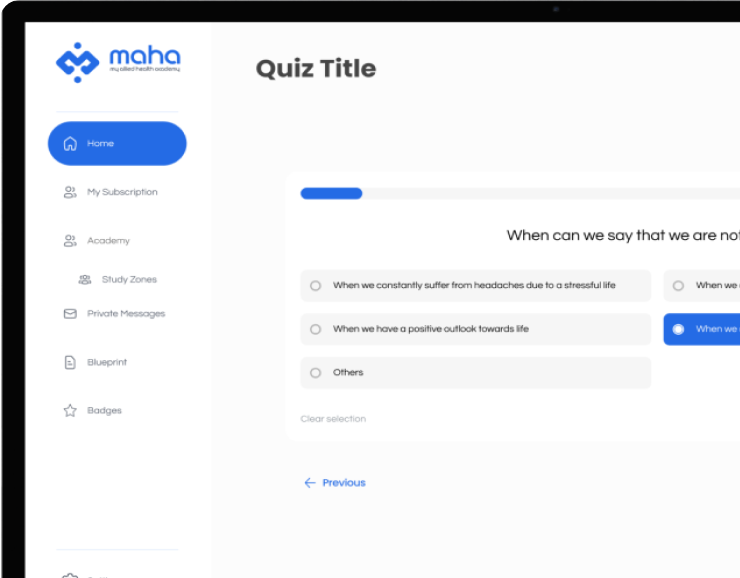 maha
my allied health academy
Quiz Title
Home
My Subscription
Academy
Study Zones
Private Messages
Blueprint
Badges
When can we say that we are not
When we constantly suffer from headaches due to a stressful life
When we
When we have a positive outlook towards life
When we
Others
Clear selection
Previous